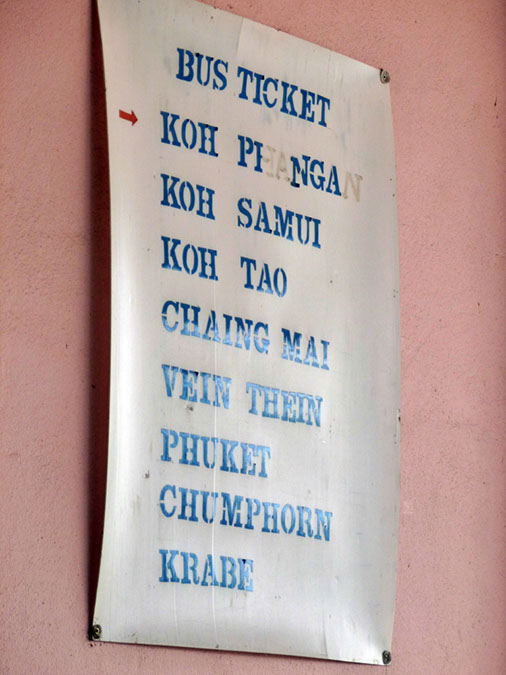 BUS TICKET
KOH PHANGAN
KOH SAMUI
KOH TAO
CHAING MAI
VEIN THEIN
PHUKET
CHUMPHORN
KRABE